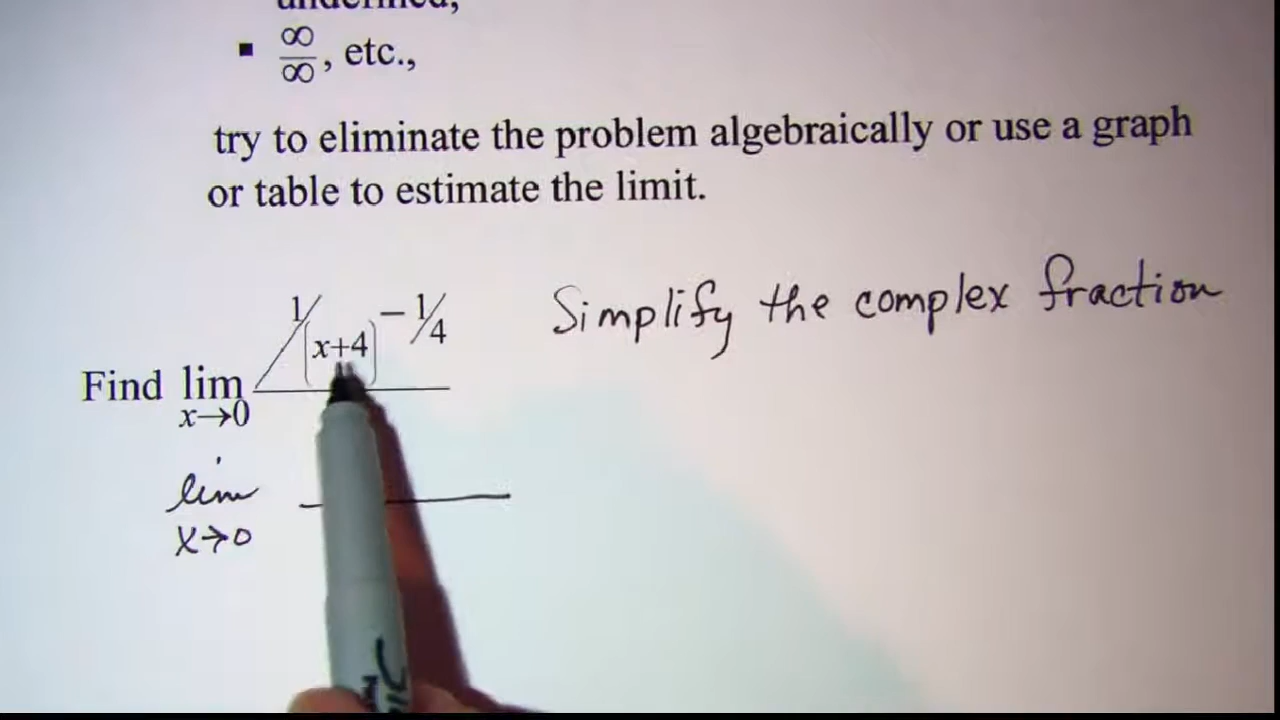 ∞/∞, etc.,
try to eliminate the problem algebraically or use a graph
or table to estimate the limit.
Find lim x→0 1/(x+4) − 1/4
Simplify the complex fraction
lim x→0